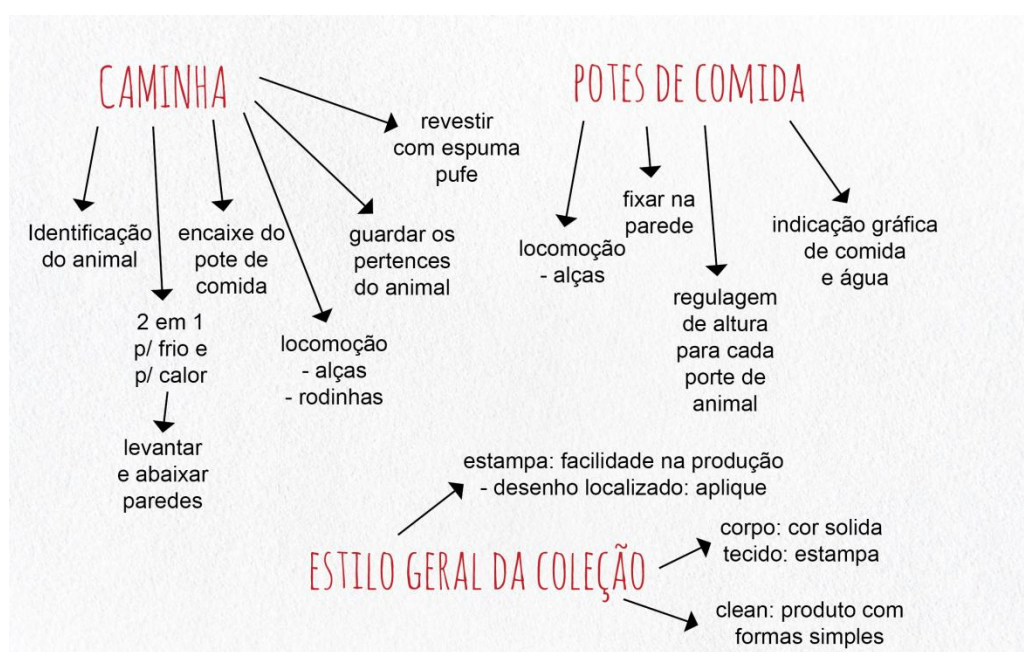 CAMINHA
revestir
com espuma
pufe
Identificação
do animal
encaixe do
pote de
comida
guardar os
pertences
do animal
2 em 1
p/ frio e
p/ calor
locomoção
- alças
- rodinhas
levantar
e abaixar
paredes
POTES DE COMIDA
locomoção
- alças
fixar na
parede
regulagem
de altura
para cada
porte de
animal
indicação gráfica
de comida
e água
estampa: facilidade na produção
- desenho localizado: aplique
ESTILO GERAL DA COLEÇÃO
corpo: cor solida
tecido: estampa
clean: produto com
formas simples